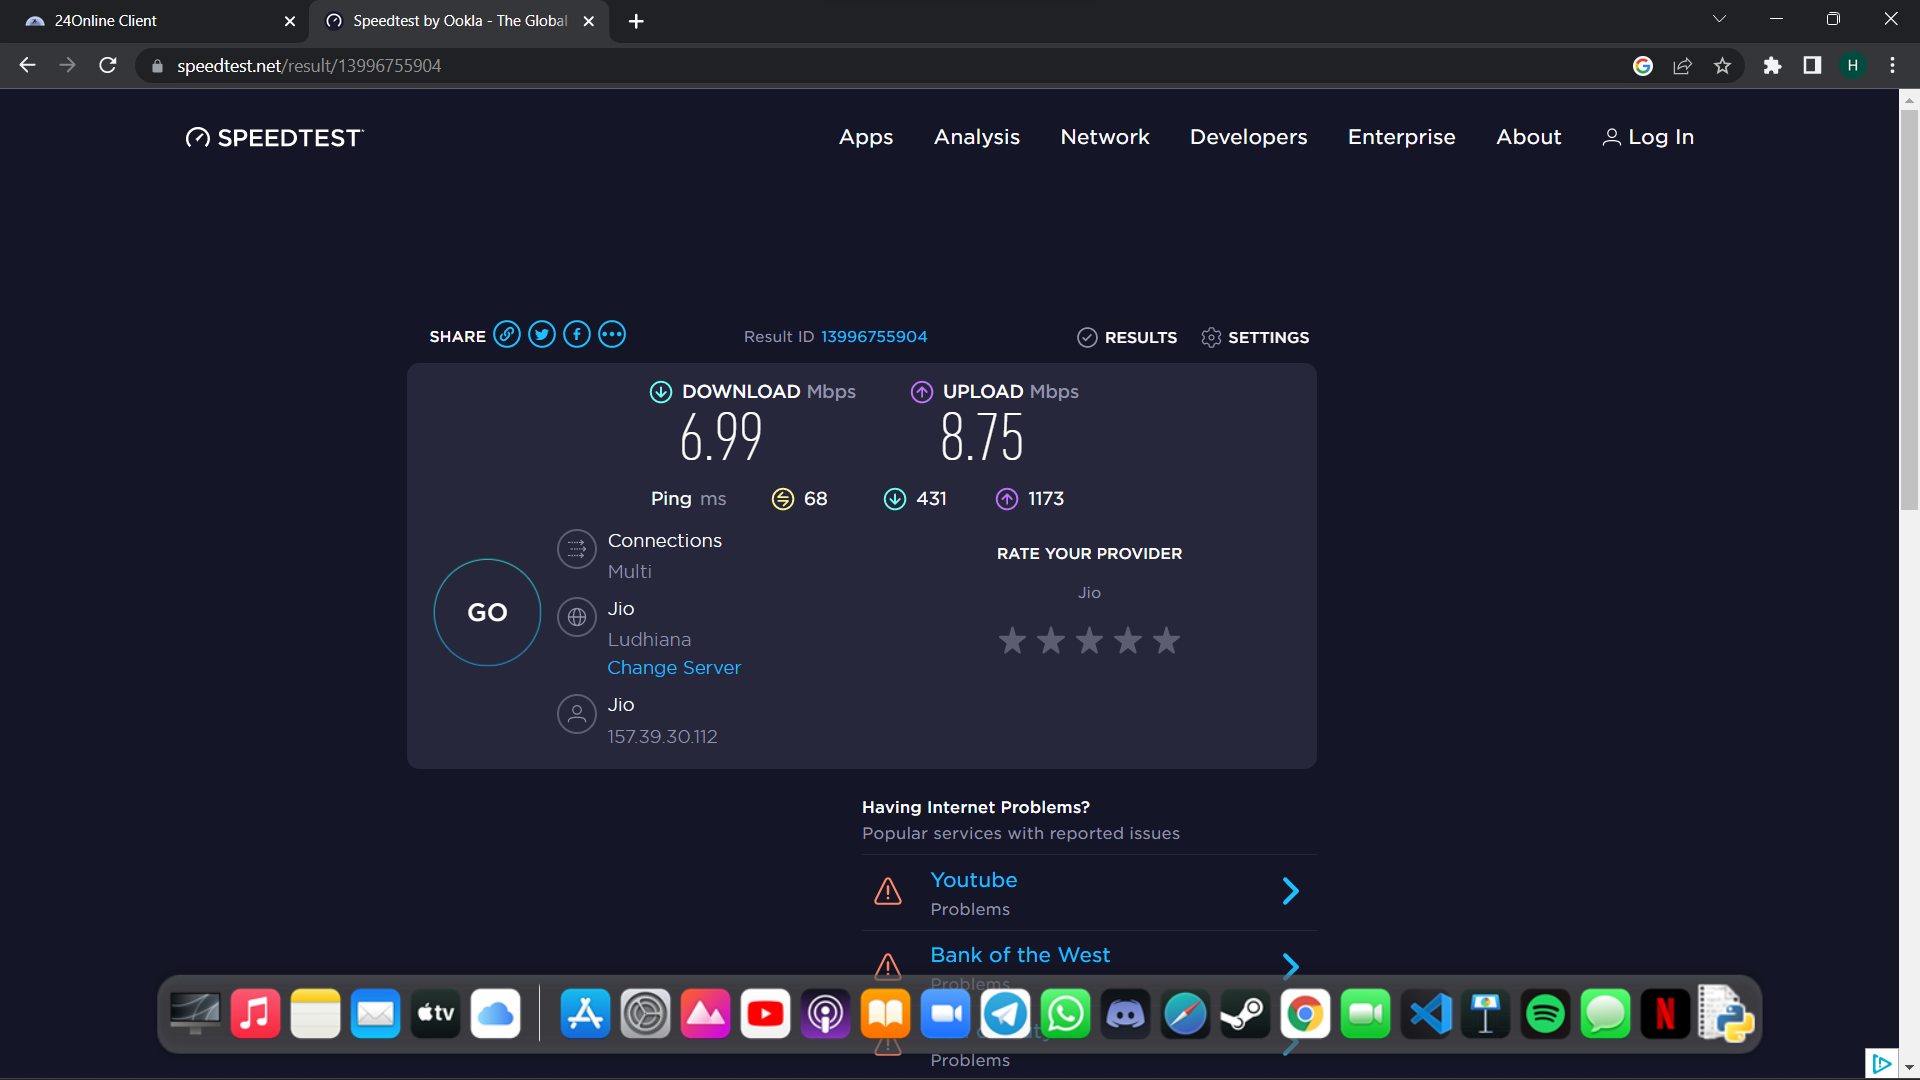 24Online Client
Speedtest by Ookla - The Global
speedtest.net/result/13996755904
H
SPEEDTEST
Apps Analysis Network Developers Enterprise About Log In
SHARE Result ID 13996755904 RESULTS SETTINGS
DOWNLOAD Mbps UPLOAD Mbps
6.99 8.75
Ping ms 68 431 1173
Connections
Multi
RATE YOUR PROVIDER
Jio
GO
Jio
Ludhiana
Change Server
Jio
157.39.30.112
Having Internet Problems?
Popular services with reported issues
Youtube
Problems
Bank of the West
Problems
tv
N
Problems